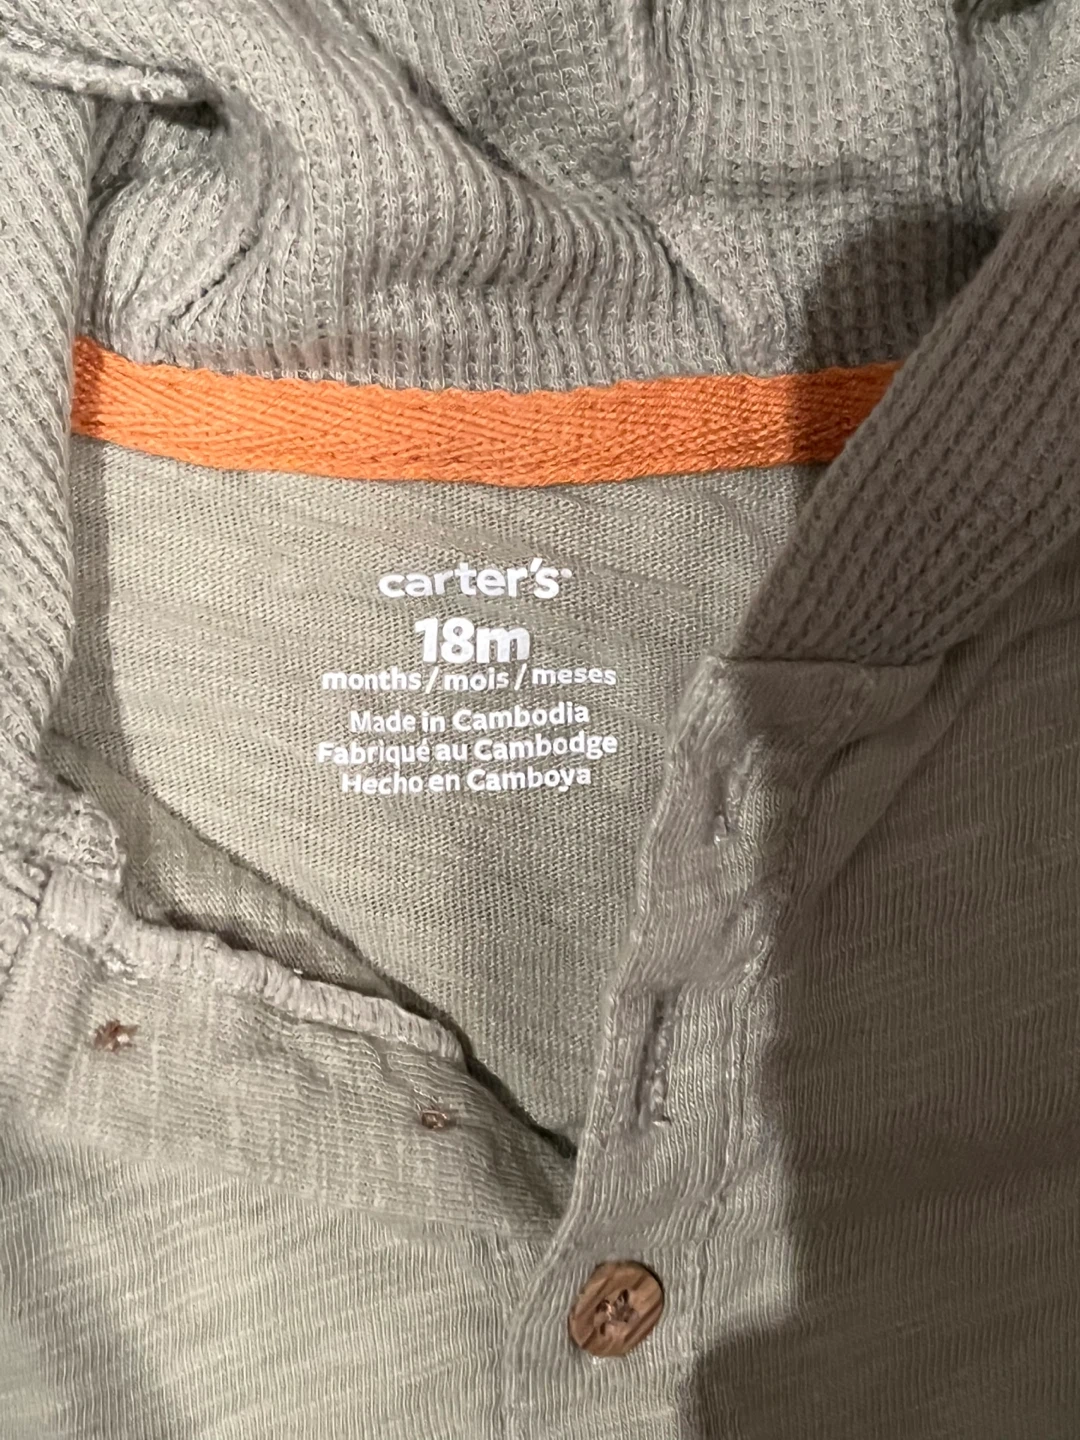 carter's
18m
months/mois/meses
Made in Cambodia
Fabriqué au Cambodge
Hecho en Camboya